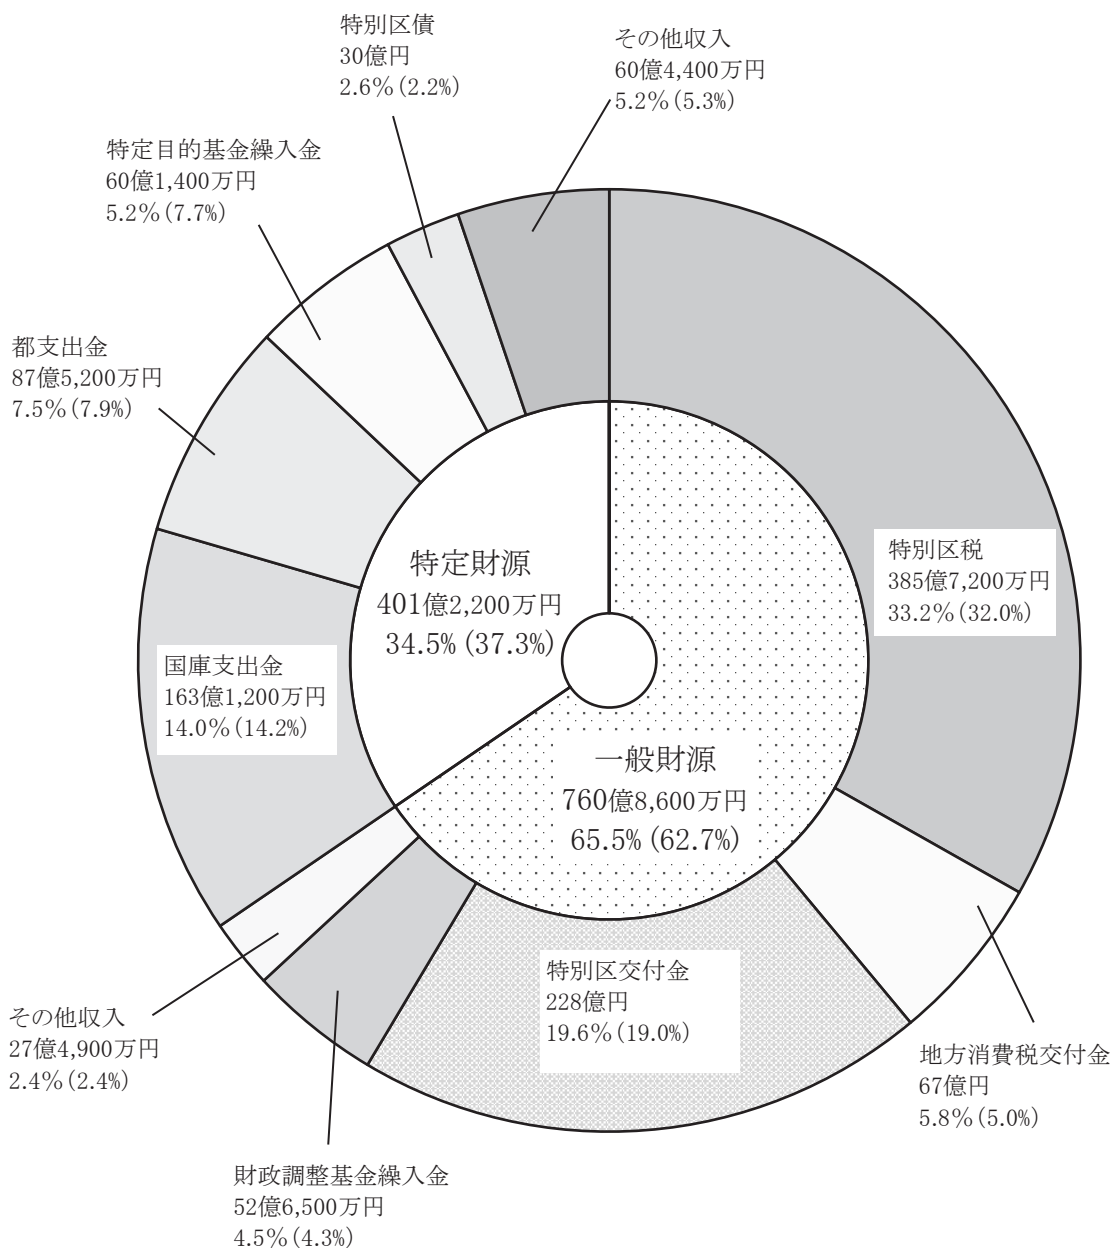 特別区債
30億円
2.6%(2.2%)
その他収入
60億4,400万円
5.2%(5.3%)
特定目的基金繰入金
60億1,400万円
5.2%(7.7%)
都支出金
87億5,200万円
7.5%(7.9%)
特定財源
401億2,200万円
34.5%(37.3%)
特別区税
385億7,200万円
33.2%(32.0%)
国庫支出金
163億1,200万円
14.0%(14.2%)
一般財源
760億8,600万円
65.5%(62.7%)
特別区交付金
228億円
19.6%(19.0%)
その他収入
27億4,900万円
2.4%(2.4%)
地方消費税交付金
67億円
5.8%(5.0%)
財政調整基金繰入金
52億6,500万円
4.5%(4.3%)